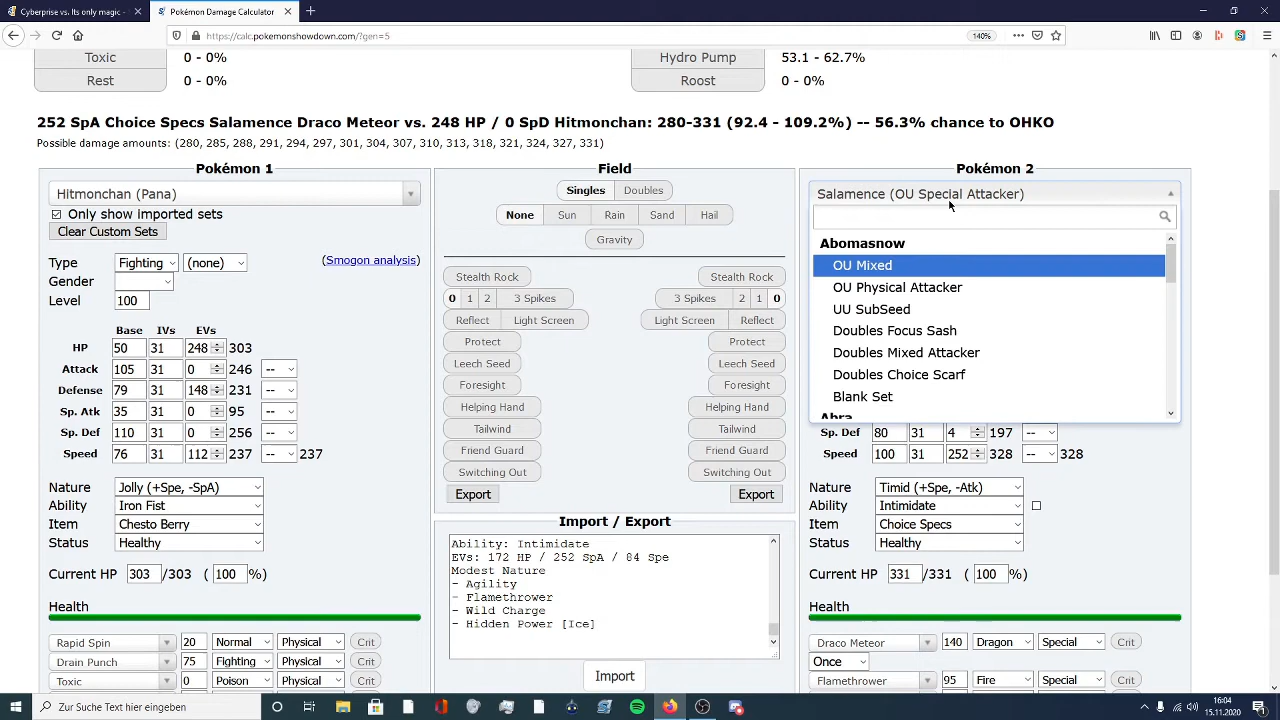 Cyberprise vs. Its only magic -
Pokémon Damage Calculator
https://calc.pokemonshowdown.com/?gen=5
140%
Toxic 0 - 0%
Rest 0 - 0%
Hydro Pump 53.1 - 62.7%
Roost 0 - 0%
252 SpA Choice Specs Salamence Draco Meteor vs. 248 HP / 0 SpD Hitmonchan: 280-331 (92.4 - 109.2%) -- 56.3% chance to OHKO
Possible damage amounts: (280, 285, 288, 291, 294, 297, 301, 304, 307, 310, 313, 318, 321, 324, 327, 331)
Pokémon 1
Hitmonchan (Pana)
Only show imported sets
Clear Custom Sets
Type Fighting (none) (Smogon analysis)
Gender
Level 100
Base IVs EVs
HP 50 31 248 303
Attack 105 31 0 246 --
Defense 79 31 148 231 --
Sp. Atk 35 31 0 95 --
Sp. Def 110 31 0 256 --
Speed 76 31 112 237 -- 237
Nature Jolly (+Spe, -SpA)
Ability Iron Fist
Item Chesto Berry
Status Healthy
Current HP 303 /303 ( 100 %)
Health
Rapid Spin 20 Normal Physical Crit
Drain Punch 75 Fighting Physical Crit
Toxic 0 Poison Physical Crit
Field
Singles Doubles
None Sun Rain Sand Hail
Gravity
Stealth Rock Stealth Rock
0 1 2 3 Spikes 3 Spikes 2 1 0
Reflect Light Screen Light Screen Reflect
Protect Protect
Leech Seed Leech Seed
Foresight Foresight
Helping Hand Helping Hand
Tailwind Tailwind
Friend Guard Friend Guard
Switching Out Switching Out
Export Export
Import / Export
Ability: Intimidate
EVs: 172 HP / 252 SpA / 84 Spe
Modest Nature
- Agility
- Flamethrower
- Wild Charge
- Hidden Power [Ice]
Import
Pokémon 2
Salamence (OU Special Attacker)
Abomasnow
OU Mixed
OU Physical Attacker
UU SubSeed
Doubles Focus Sash
Doubles Mixed Attacker
Doubles Choice Scarf
Blank Set
Abra
Sp. Def 80 31 4 197 --
Speed 100 31 252 328 -- 328
Nature Timid (+Spe, -Atk)
Ability Intimidate
Item Choice Specs
Status Healthy
Current HP 331 /331 ( 100 %)
Health
Draco Meteor 140 Dragon Special Crit
Once
Flamethrower 95 Fire Special Crit
Zur Suche Text hier eingeben
16:04
15.11.2020